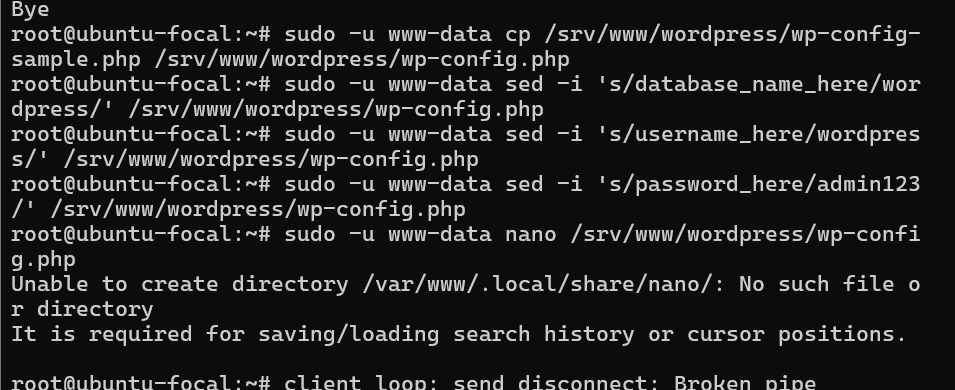 Bye
root@ubuntu-focal:~# sudo -u www-data cp /srv/www/wordpress/wp-config-
sample.php /srv/www/wordpress/wp-config.php
root@ubuntu-focal:~# sudo -u www-data sed -i 's/database_name_here/wor
dpress/' /srv/www/wordpress/wp-config.php
root@ubuntu-focal:~# sudo -u www-data sed -i 's/username_here/wordpres
s/' /srv/www/wordpress/wp-config.php
root@ubuntu-focal:~# sudo -u www-data sed -i 's/password_here/admin123
/' /srv/www/wordpress/wp-config.php
root@ubuntu-focal:~# sudo -u www-data nano /srv/www/wordpress/wp-confi
g.php
Unable to create directory /var/www/.local/share/nano/: No such file o
r directory
It is required for saving/loading search history or cursor positions.
root@ubuntu-focal:~# client_loop: send disconnect: Broken pipe